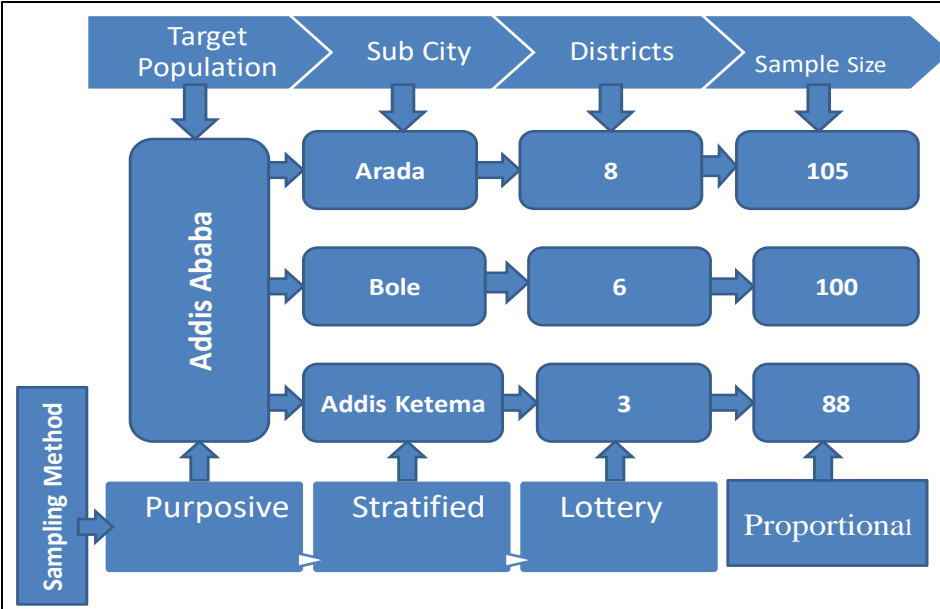 Target
Population
Sub City
Districts
Sample Size
Addis Ababa
Arada
8
105
Bole
6
100
Addis Ketema
3
88
Sampling Method
Purposive
Stratified
Lottery
Proportional